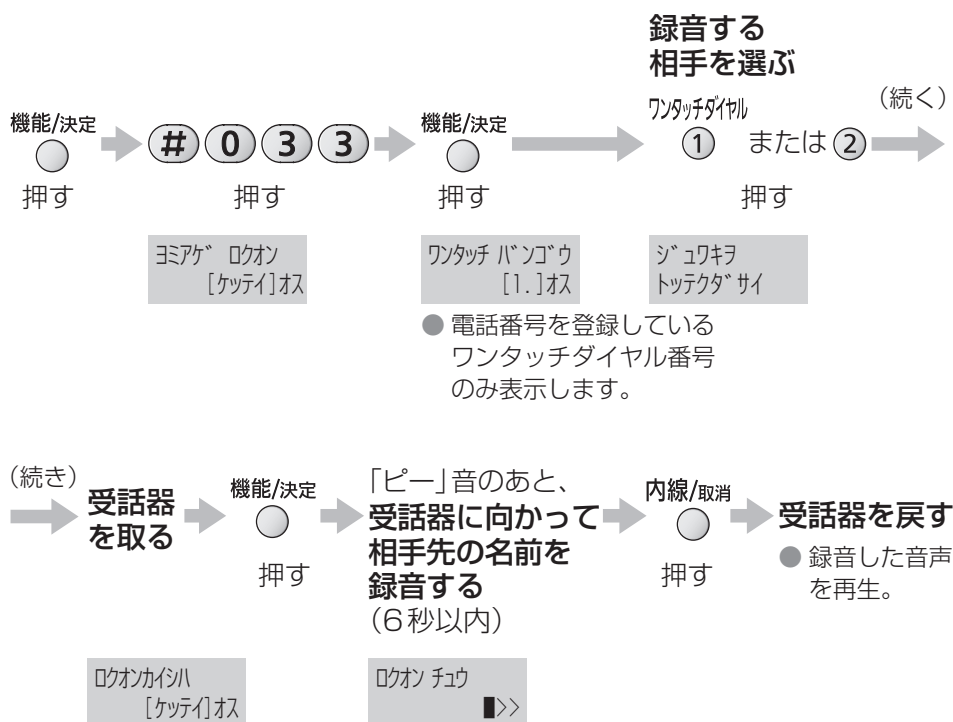 録音する
相手を選ぶ
機能/決定
押す
#033
押す
ヨミアゲ ロクオン
[ケッテイ]オス
機能/決定
押す
ワンタッチ バンゴウ
[1.]オス
● 電話番号を登録している
ワンタッチダイヤル番号
のみ表示します。
ワンタッチダイヤル
① または ②
押す
ジュワキヲ
トッテクダサイ
（続く）
（続き）
受話器
を取る
ロクオンカイシハ
[ケッテイ]オス
機能/決定
押す
「ピー」音のあと、
受話器に向かって
相手先の名前を
録音する
（6秒以内）
ロクオン チュウ
■>>
内線/取消
押す
受話器を戻す
● 録音した音声
を再生。